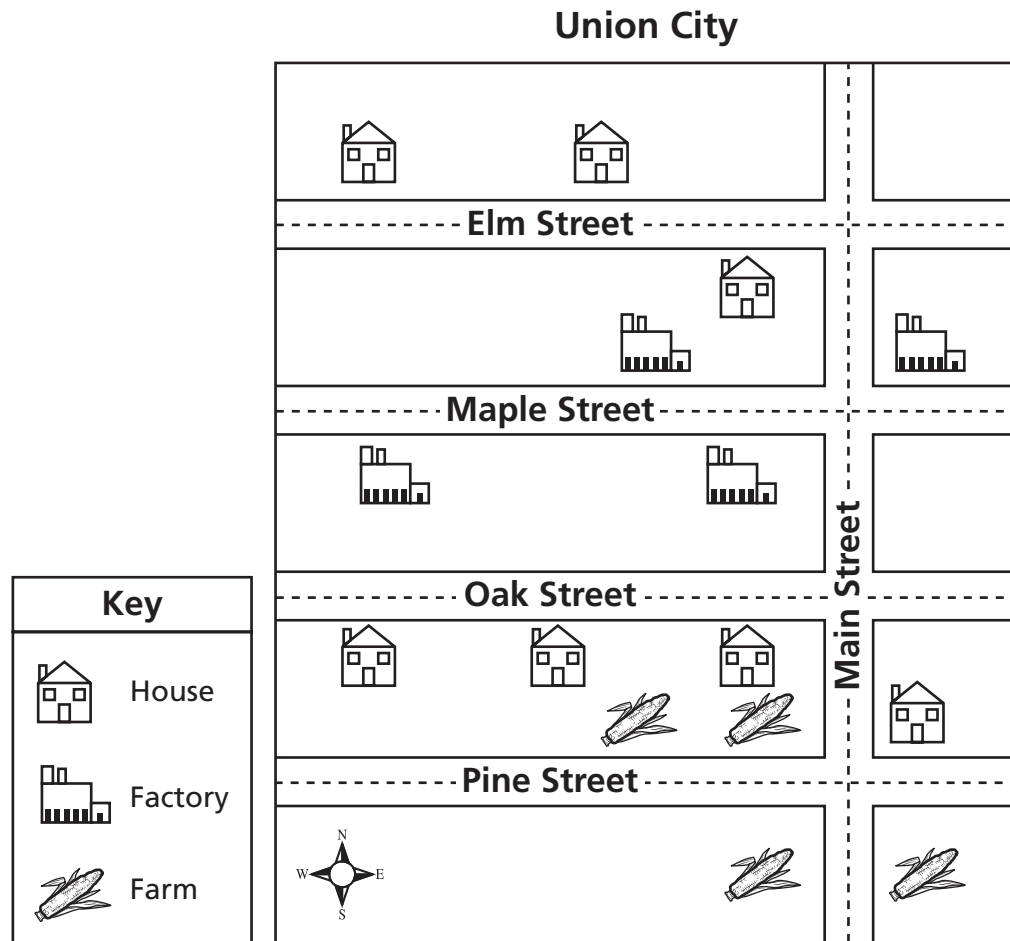 Union City
Elm Street
Maple Street
Main Street
Oak Street
Pine Street
Key
House
Factory
Farm
N
W
E
S